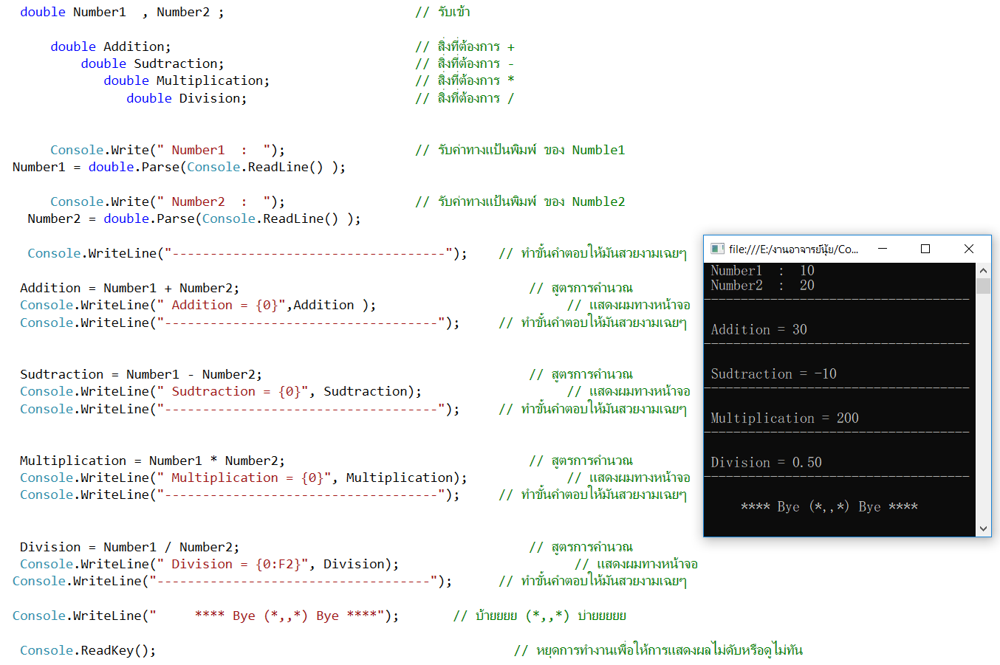 double Number1  , Number2 ;                         // รับเข้า
double Addition;                                // สิ่งที่ต้องการ +
double Sudtraction;                         // สิ่งที่ต้องการ -
double Multiplication;                   // สิ่งที่ต้องการ *
double Division;                      // สิ่งที่ต้องการ /
Console.Write(" Number1  :  ");                 // รับค่าทางแป้นพิมพ์ ของ Numble1
Number1 = double.Parse(Console.ReadLine() );
Console.Write(" Number2  :  ");                 // รับค่าทางแป้นพิมพ์ ของ Numble2
Number2 = double.Parse(Console.ReadLine() );
Console.WriteLine("------------------------------------");    // ทำขั้นคำตอบให้มันสวยงามเฉยๆ
Addition = Number1 + Number2;                                      // สูตรการคำนวณ
Console.WriteLine(" Addition = {0}",Addition );                         // แสดงผมทางหน้าจอ
Console.WriteLine("------------------------------------");     // ทำขั้นคำตอบให้มันสวยงามเฉยๆ
Sudtraction = Number1 - Number2;                                   // สูตรการคำนวณ
Console.WriteLine(" Sudtraction = {0}", Sudtraction);                   // แสดงผมทางหน้าจอ
Console.WriteLine("------------------------------------");     // ทำขั้นคำตอบให้มันสวยงามเฉยๆ
Multiplication = Number1 * Number2;                                // สูตรการคำนวณ
Console.WriteLine(" Multiplication = {0}", Multiplication);             // แสดงผมทางหน้าจอ
Console.WriteLine("------------------------------------");     // ทำขั้นคำตอบให้มันสวยงามเฉยๆ
Division = Number1 / Number2;                                      // สูตรการคำนวณ
Console.WriteLine(" Division = {0:F2}", Division);                       // แสดงผมทางหน้าจอ
Console.WriteLine("------------------------------------");      // ทำขั้นคำตอบให้มันสวยงามเฉยๆ
Console.WriteLine("     **** Bye (*,,*) Bye ****");       // บ้ายยยย (*,,*) บ่ายยยยย
Console.ReadKey();                                               // หยุดการทำงานเพื่อให้การแสดงผลไม่ดับหรือดูไม่ทัน
file:///E:/งานอาจารย์นุ้ย/Co...
Number1  :  10
Number2  :  20
------------------------------------
Addition = 30
------------------------------------
Sudtraction = -10
------------------------------------
Multiplication = 200
------------------------------------
Division = 0.50
------------------------------------
**** Bye (*,,*) Bye ****